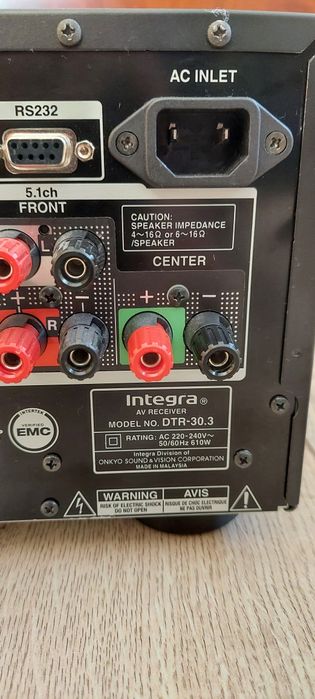 AC INLET
RS232
5.1ch
FRONT
CAUTION:
SPEAKER IMPEDANCE
4~16Ω or 6~16Ω
/SPEAKER
L
CENTER
+ − + −
R
Integra®
AV RECEIVER
MODEL NO. DTR-30.3
RATING: AC 220-240V~
50/60Hz 610W
Integra Division of
ONKYO SOUND & VISION CORPORATION
MADE IN MALAYSIA
VERIFIED
EMC
WARNING
RISK OF ELECTRIC SHOCK
DO NOT OPEN
AVIS
RISQUE DE CHOC ELECTRIQUE
NE PAS OUVRIR